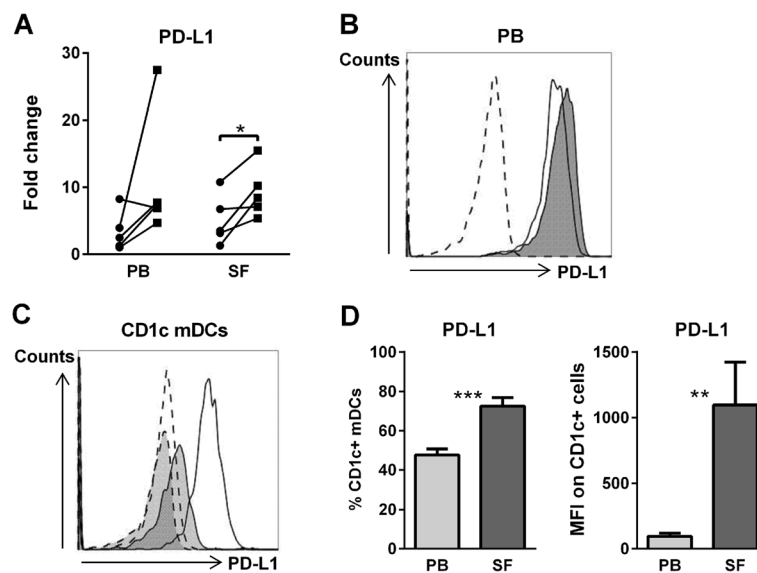 A
PD-L1
Fold change
30
20
10
0
*
PB
SF
B
PB
Counts
PD-L1
C
CD1c mDCs
Counts
PD-L1
D
PD-L1
% CD1c+ mDCs
100
80
60
40
20
0
***
PB
SF
PD-L1
MFI on CD1c+ cells
1500
1000
500
0
**
PB
SF